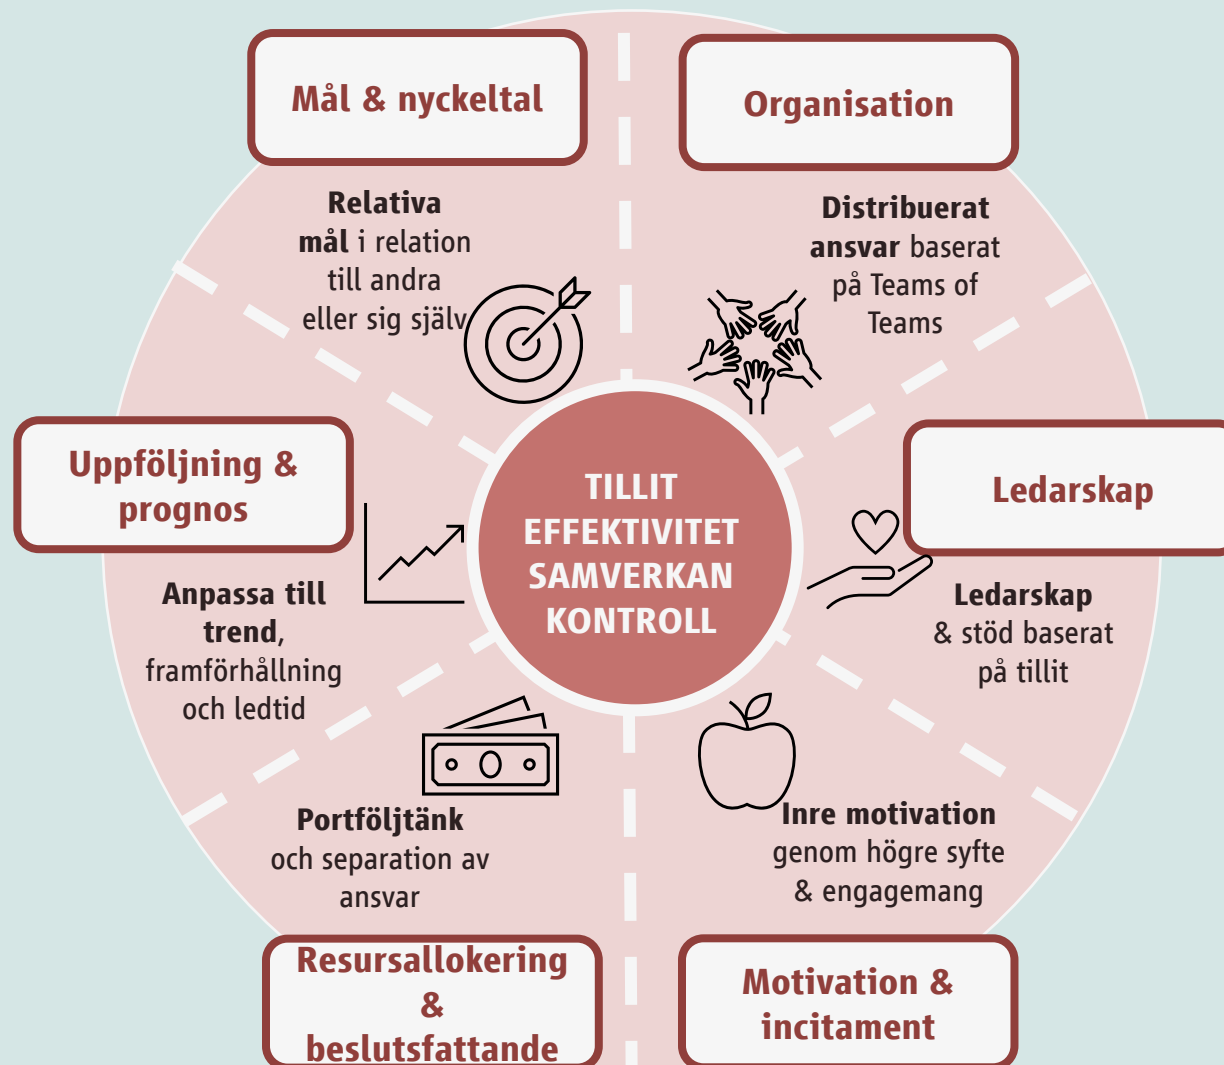 Mål & nyckeltal
Relativa
mål i relation
till andra
eller sig själv
Organisation
Distribuerat
ansvar baserat
på Teams of
Teams
Uppföljning &
prognos
Anpassa till
trend,
framförhållning
och ledtid
TILLIT
EFFEKTIVITET
SAMVERKAN
KONTROLL
Ledarskap
Ledarskap
& stöd baserat
på tillit
Portföljtänk
och separation av
ansvar
Resursallokering
&
beslutsfattande
Inre motivation
genom högre syfte
& engagemang
Motivation &
incitament